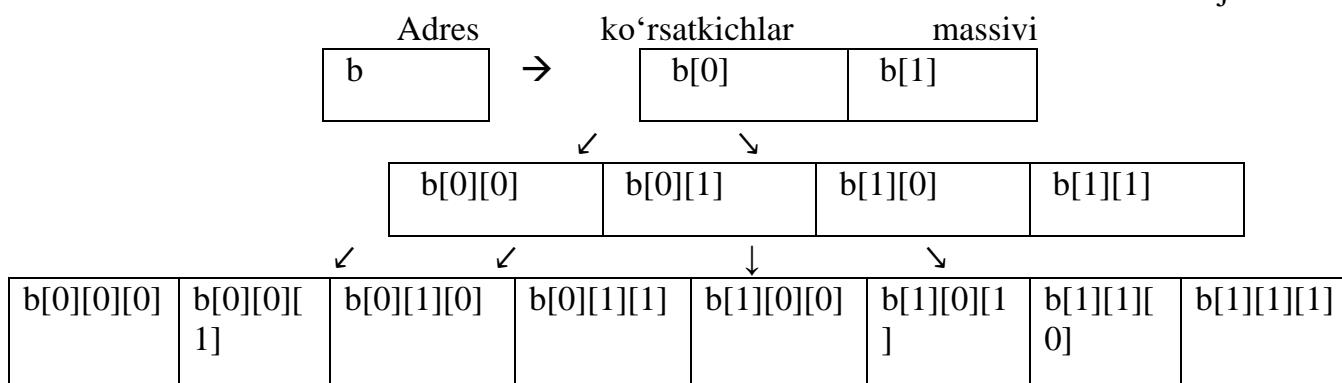 Adres ko‘rsatkichlar massivi
b → b[0] b[1]
↙ ↘
b[0][0] b[0][1] b[1][0] b[1][1]
↙ ↙ ↓ ↘
b[0][0][0] b[0][0][ b[0][1][0] b[0][1][1] b[1][0][0] b[1][0][1 b[1][1][ b[1][1][1]
1] ] 0]